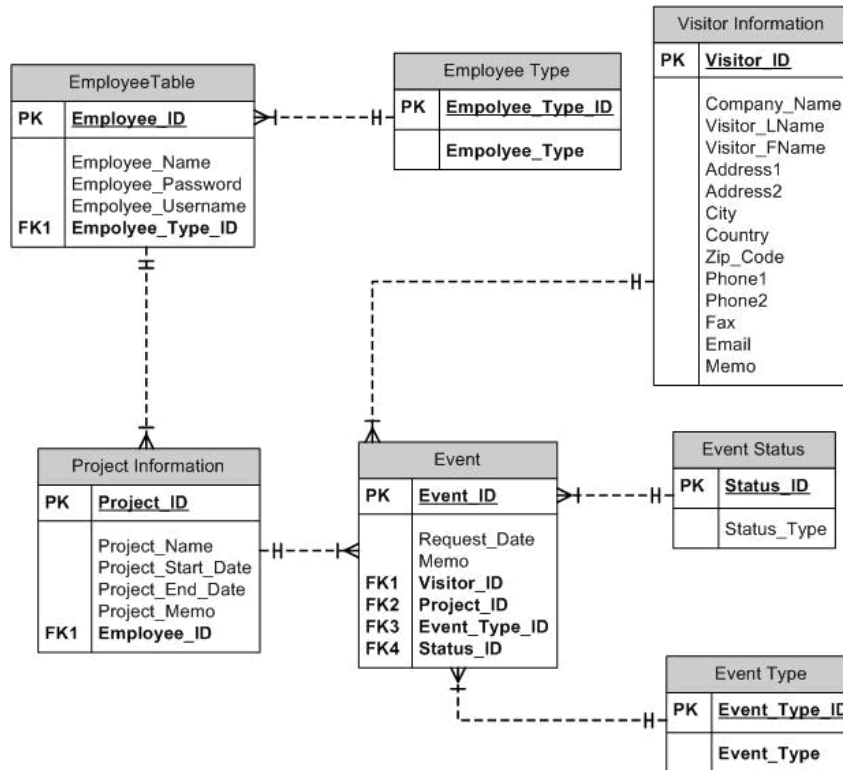 EmployeeTable
PK Employee_ID
Employee_Name
Employee_Password
Empolyee_Username
FK1 Empolyee_Type_ID
Employee Type
PK Empolyee_Type_ID
Empolyee_Type
Visitor Information
PK Visitor_ID
Company_Name
Visitor_LName
Visitor_FName
Address1
Address2
City
Country
Zip_Code
Phone1
Phone2
Fax
Email
Memo
Project Information
PK Project_ID
Project_Name
Project_Start_Date
Project_End_Date
Project_Memo
FK1 Employee_ID
Event
PK Event_ID
Request_Date
Memo
FK1 Visitor_ID
FK2 Project_ID
FK3 Event_Type_ID
FK4 Status_ID
Event Status
PK Status_ID
Status_Type
Event Type
PK Event_Type_ID
Event_Type